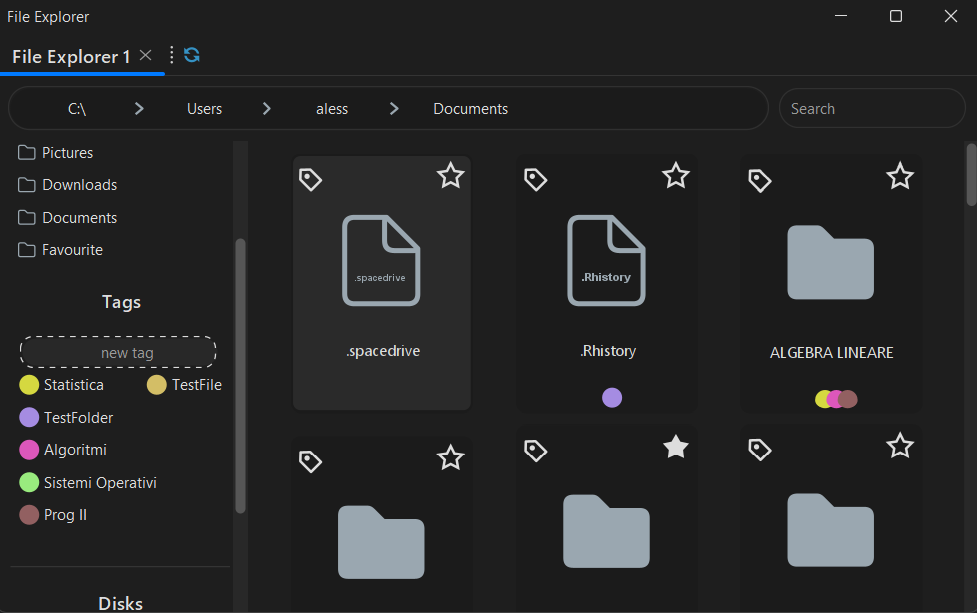 File Explorer
File Explorer 1
C:\ Users aless Documents
Search
Pictures
Downloads
Documents
Favourite
Tags
new tag
Statistica TestFile
TestFolder
Algoritmi
Sistemi Operativi
Prog II
Disks
.spacedrive .Rhistory
.spacedrive .Rhistory ALGEBRA LINEARE